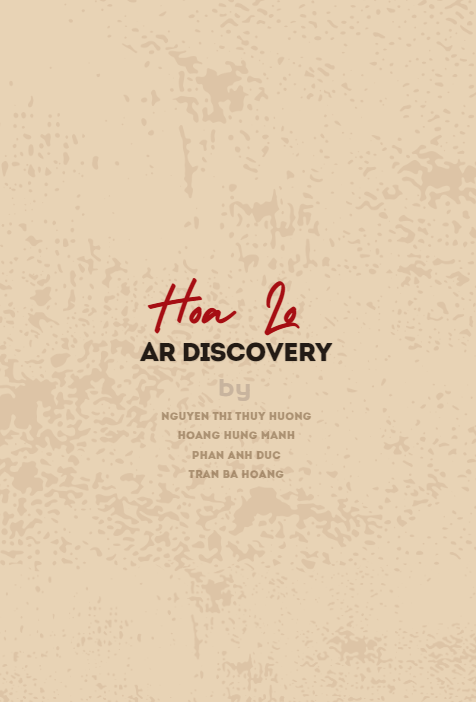 Hoa Lo
AR DISCOVERY
by
NGUYEN THI THUY HUONG
HOANG HUNG MANH
PHAN ANH DUC
TRAN BA HOANG